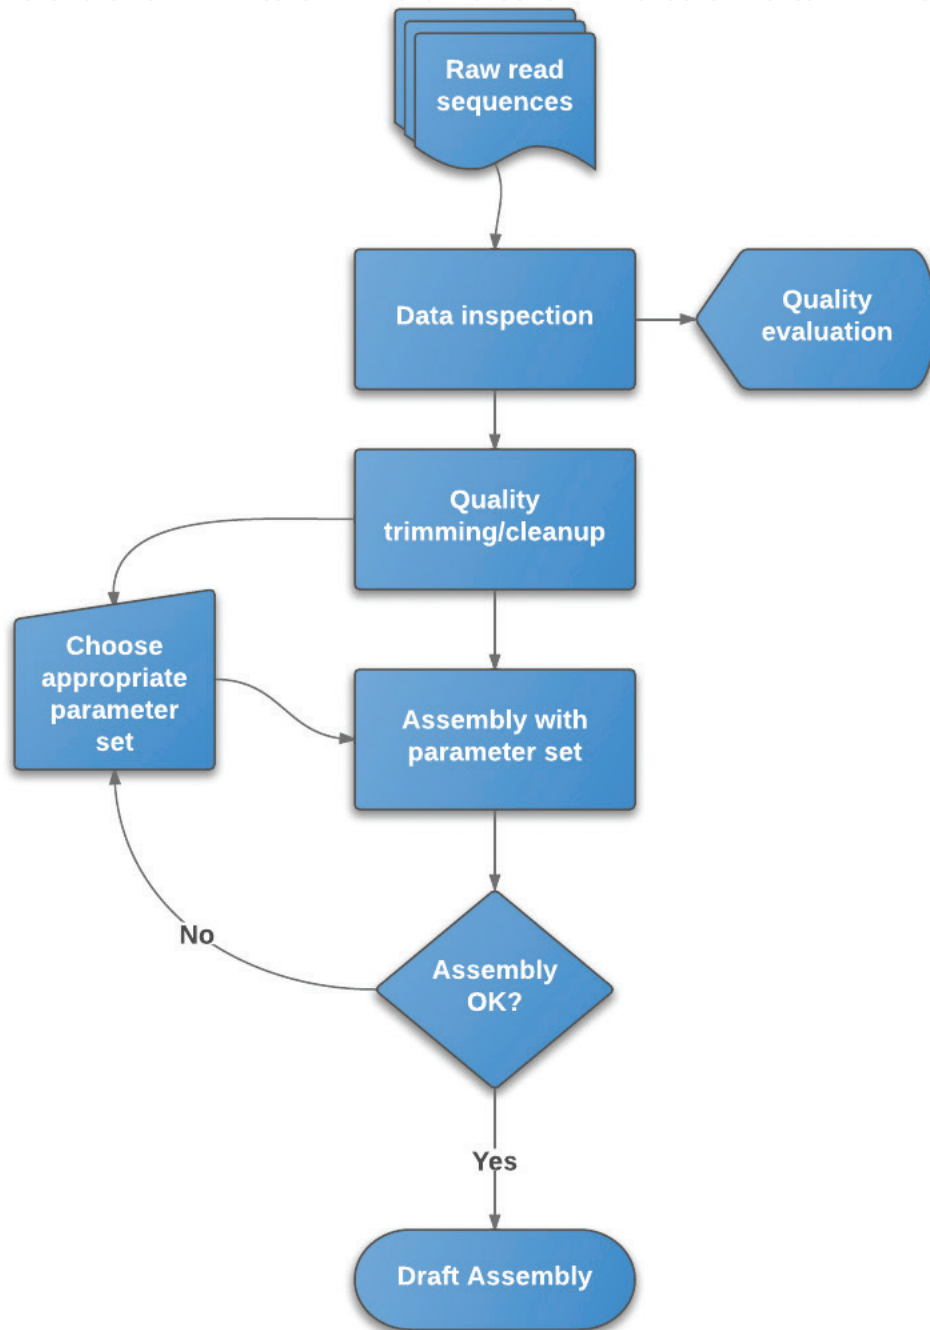 Raw read
sequences
Data inspection
Quality
evaluation
Quality
trimming/cleanup
Choose
appropriate
parameter
set
Assembly with
parameter set
No
Assembly
OK?
Yes
Draft Assembly